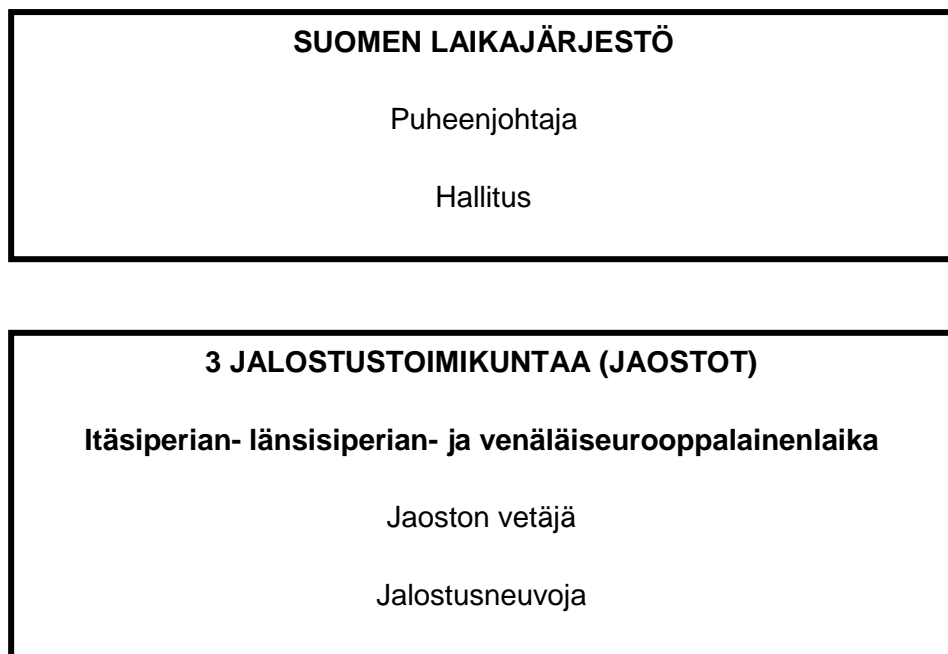 SUOMEN LAIKAJÄRJESTÖ
Puheenjohtaja
Hallitus
3 JALOSTUSTOIMIKUNTAA (JAOSTOT)
Itäsiperian- länsisiperian- ja venäläiseurooppalainenlaika
Jaoston vetäjä
Jalostusneuvoja